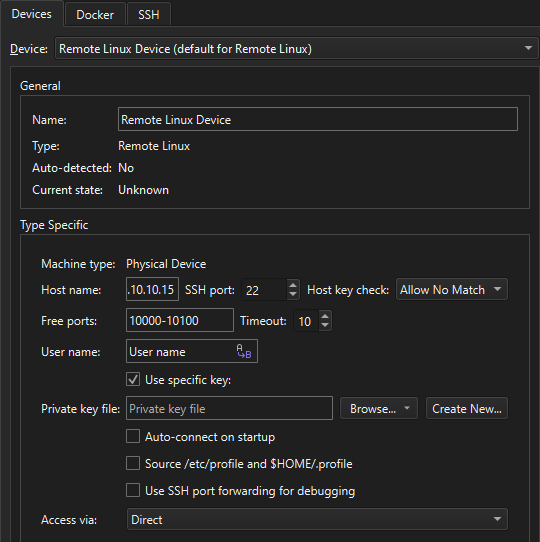 Devices Docker SSH
Device: Remote Linux Device (default for Remote Linux)
General
Name: Remote Linux Device
Type: Remote Linux
Auto-detected: No
Current state: Unknown
Type Specific
Machine type: Physical Device
Host name: .10.10.15 SSH port: 22 Host key check: Allow No Match
Free ports: 10000-10100 Timeout: 10
User name: User name A B
Use specific key:
Private key file: Private key file Browse... Create New...
Auto-connect on startup
Source /etc/profile and $HOME/.profile
Use SSH port forwarding for debugging
Access via: Direct